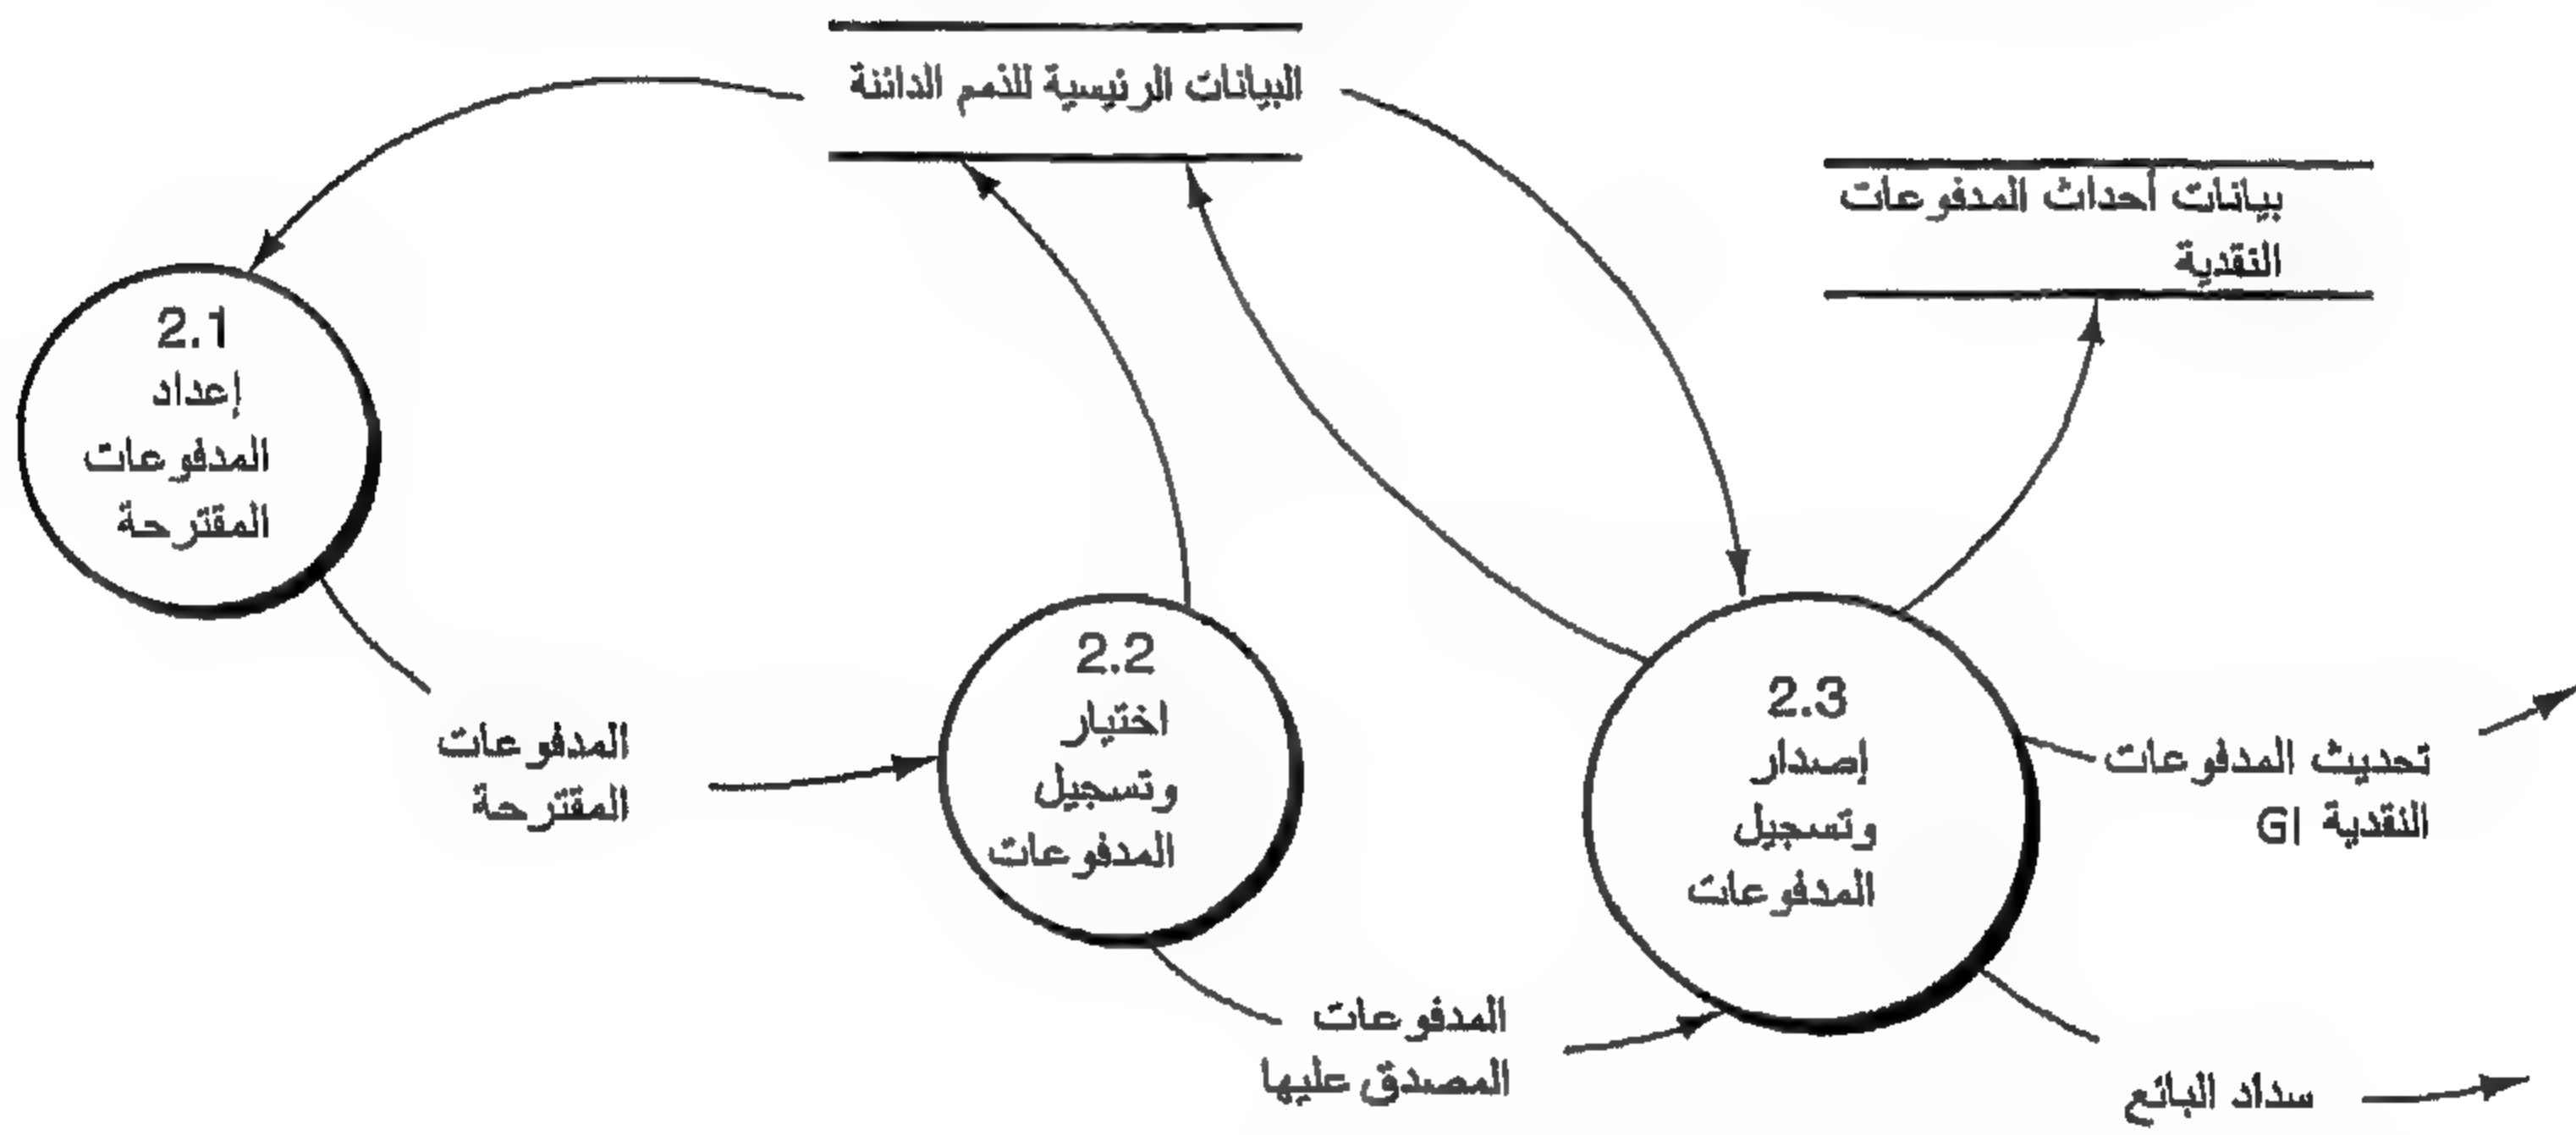 البيانات الرئيسية للذمم الدائنة
بيانات أحداث المدفوعات
النقدية
2.1
إعداد
المدفوعات
المقترحة
المدفوعات
المقترحة
2.2
اختيار
وتسجيل
المدفوعات
المدفوعات
المصدق عليها
2.3
إصدار
وتسجيل
المدفوعات
تحديث المدفوعات
النقدية Gl
سداد البائع